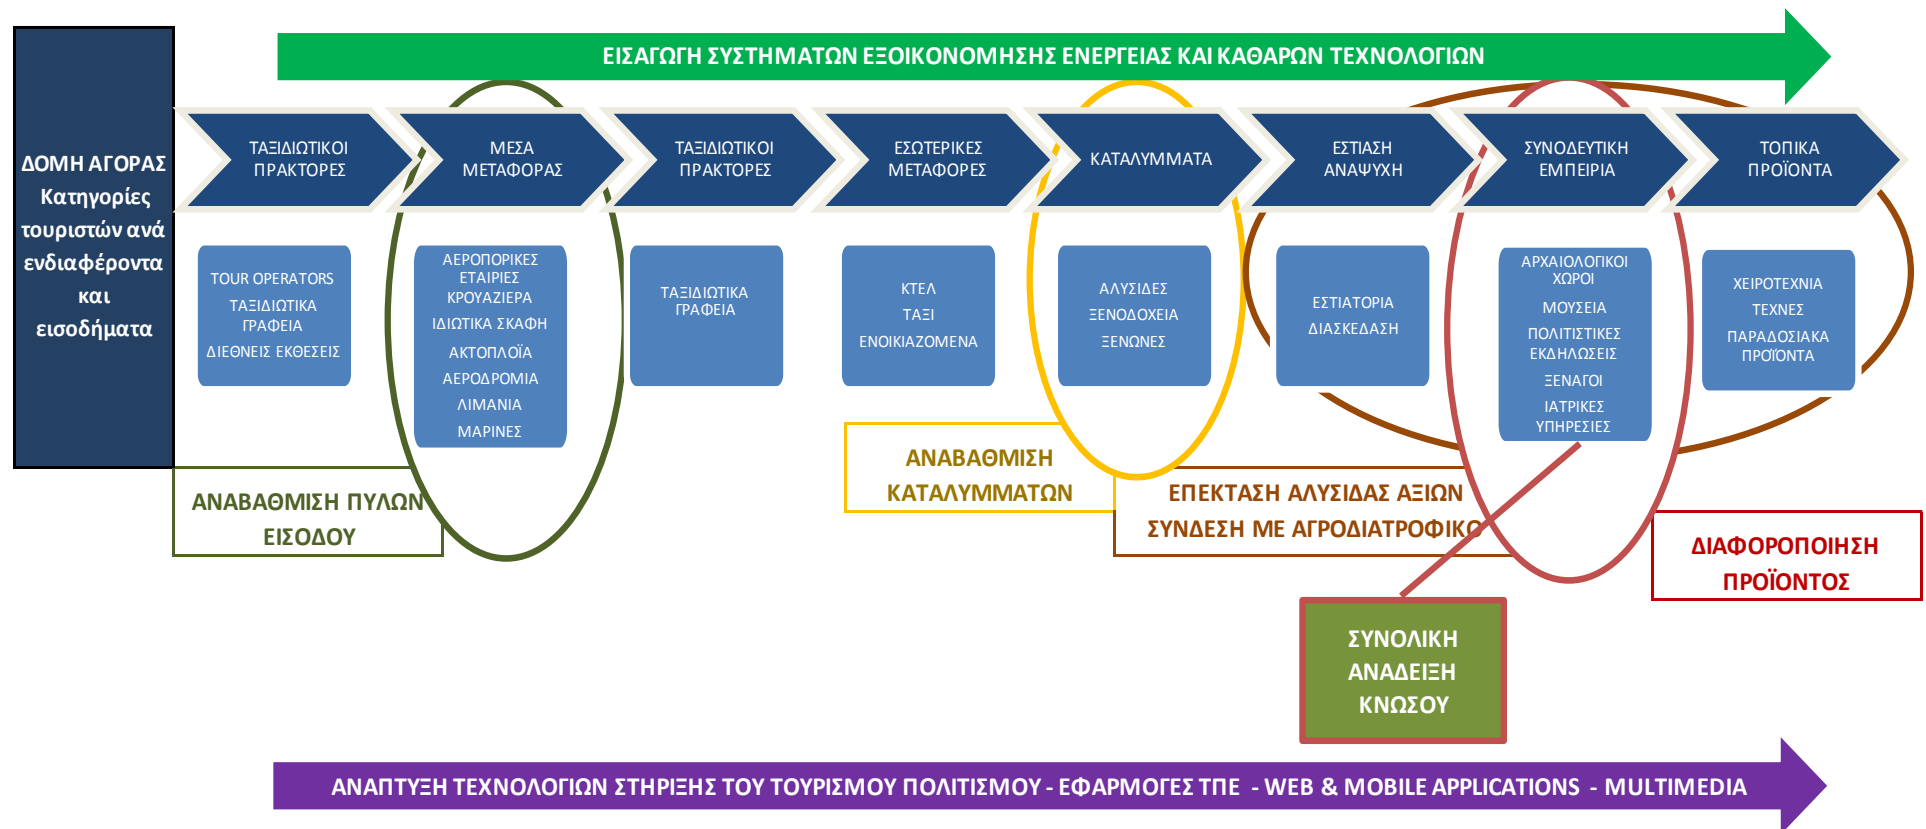 ΕΙΣΑΓΩΓΗ ΣΥΣΤΗΜΑΤΩΝ ΕΞΟΙΚΟΝΟΜΗΣΗΣ ΕΝΕΡΓΕΙΑΣ ΚΑΙ ΚΑΘΑΡΩΝ ΤΕΧΝΟΛΟΓΙΩΝ
ΔΟΜΗ ΑΓΟΡΑΣ
Κατηγορίες
τουριστών ανά
ενδιαφέροντα
και
εισοδήματα
ΤΑΞΙΔΙΩΤΙΚΟΙ
ΠΡΑΚΤΟΡΕΣ
ΜΕΣΑ
ΜΕΤΑΦΟΡΑΣ
ΤΑΞΙΔΙΩΤΙΚΟΙ
ΠΡΑΚΤΟΡΕΣ
ΕΣΩΤΕΡΙΚΕΣ
ΜΕΤΑΦΟΡΕΣ
ΚΑΤΑΛΥΜΜΑΤΑ
ΕΣΤΙΑΣΗ
ΑΝΑΨΥΧΗ
ΣΥΝΟΔΕΥΤΙΚΗ
ΕΜΠΕΙΡΙΑ
ΤΟΠΙΚΑ
ΠΡΟΪΟΝΤΑ
TOUR OPERATORS
ΤΑΞΙΔΙΩΤΙΚΑ
ΓΡΑΦΕΙΑ
ΔΙΕΘΝΕΙΣ ΕΚΘΕΣΕΙΣ
ΑΕΡΟΠΟΡΙΚΕΣ
ΕΤΑΙΡΙΕΣ
ΚΡΟΥΑΖΙΕΡΑ
ΙΔΙΩΤΙΚΑ ΣΚΑΦΗ
ΑΚΤΟΠΛΟΪΑ
ΑΕΡΟΔΡΟΜΙΑ
ΛΙΜΑΝΙΑ
ΜΑΡΙΝΕΣ
ΤΑΞΙΔΙΩΤΙΚΑ
ΓΡΑΦΕΙΑ
ΚΤΕΛ
ΤΑΞΙ
ΕΝΟΙΚΙΑΖΟΜΕΝΑ
ΑΛΥΣΙΔΕΣ
ΞΕΝΟΔΟΧΕΙΑ
ΞΕΝΩΝΕΣ
ΕΣΤΙΑΤΟΡΙΑ
ΔΙΑΣΚΕΔΑΣΗ
ΑΡΧΑΙΟΛΟΓΙΚΟΙ
ΧΩΡΟΙ
ΜΟΥΣΕΙΑ
ΠΟΛΙΤΙΣΤΙΚΕΣ
ΕΚΔΗΛΩΣΕΙΣ
ΞΕΝΑΓΟΙ
ΙΑΤΡΙΚΕΣ
ΥΠΗΡΕΣΙΕΣ
ΧΕΙΡΟΤΕΧΝΙΑ
ΤΕΧΝΕΣ
ΠΑΡΑΔΟΣΙΑΚΑ
ΠΡΟΪΟΝΤΑ
ΑΝΑΒΑΘΜΙΣΗ ΠΥΛΩΝ
ΕΙΣΟΔΟΥ
ΑΝΑΒΑΘΜΙΣΗ
ΚΑΤΑΛΥΜΜΑΤΩΝ
ΕΠΕΚΤΑΣΗ ΑΛΥΣΙΔΑΣ ΑΞΙΩΝ
ΣΥΝΔΕΣΗ ΜΕ ΑΓΡΟΔΙΑΤΡΟΦΙΚΟ
ΔΙΑΦΟΡΟΠΟΙΗΣΗ
ΠΡΟΪΟΝΤΟΣ
ΣΥΝΟΛΙΚΗ
ΑΝΑΔΕΙΞΗ
ΚΝΩΣΟΥ
ΑΝΑΠΤΥΞΗ ΤΕΧΝΟΛΟΓΙΩΝ ΣΤΗΡΙΞΗΣ ΤΟΥ ΤΟΥΡΙΣΜΟΥ ΠΟΛΙΤΙΣΜΟΥ - ΕΦΑΡΜΟΓΕΣ ΤΠΕ - WEB & MOBILE APPLICATIONS - MULTIMEDIA